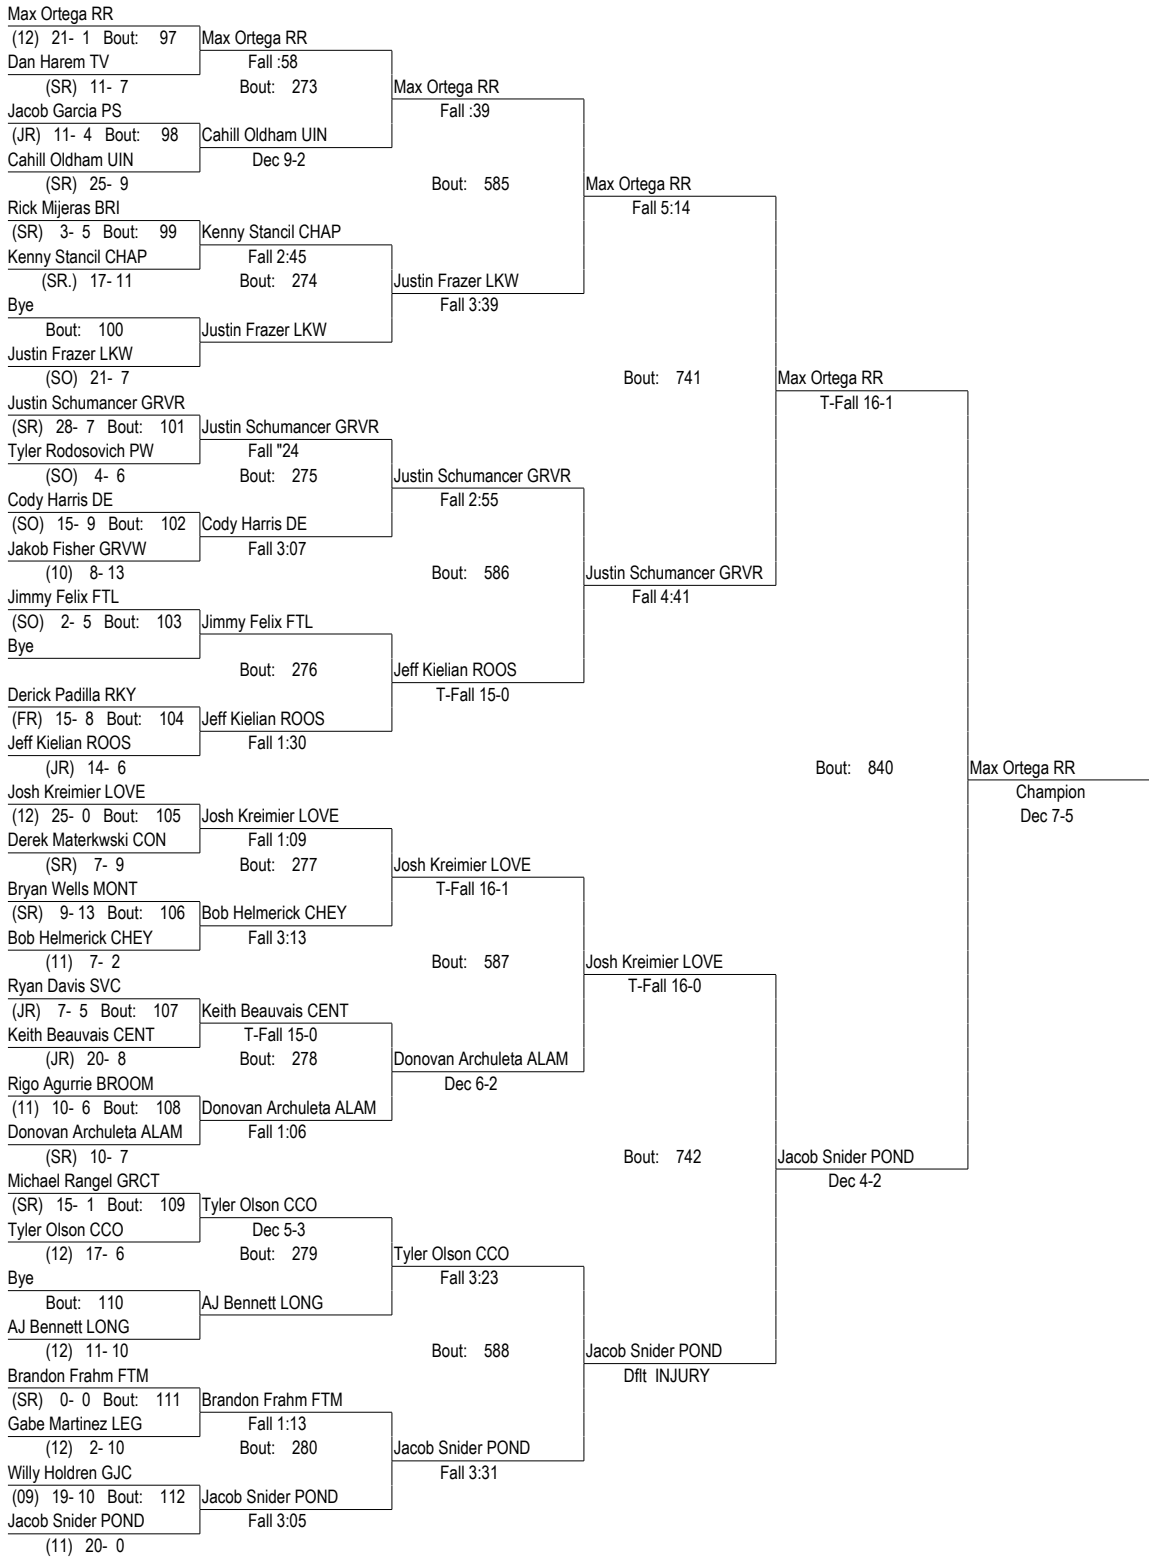 Max Ortega RR
(12) 21- 1 Bout: 97 Max Ortega RR
Dan Harem TV Fall :58
(SR) 11- 7 Bout: 273 Max Ortega RR
Jacob Garcia PS Fall :39
(JR) 11- 4 Bout: 98 Cahill Oldham UIN
Cahill Oldham UIN Dec 9-2
(SR) 25- 9 Bout: 585 Max Ortega RR
Rick Mijeras BRI Fall 5:14
(SR) 3- 5 Bout: 99 Kenny Stancil CHAP
Kenny Stancil CHAP Fall 2:45
(SR.) 17- 11 Bout: 274 Justin Frazer LKW
Bye Fall 3:39
Bout: 100 Justin Frazer LKW
Justin Frazer LKW
(SO) 21- 7 Bout: 741 Max Ortega RR
Justin Schumancer GRVR T-Fall 16-1
(SR) 28- 7 Bout: 101 Justin Schumancer GRVR
Tyler Rodosovich PW Fall "24
(SO) 4- 6 Bout: 275 Justin Schumancer GRVR
Cody Harris DE Fall 2:55
(SO) 15- 9 Bout: 102 Cody Harris DE
Jakob Fisher GRVW Fall 3:07
(10) 8- 13 Bout: 586 Justin Schumancer GRVR
Jimmy Felix FTL Fall 4:41
(SO) 2- 5 Bout: 103 Jimmy Felix FTL
Bye
Bout: 276 Jeff Kielian ROOS
Derick Padilla RKY T-Fall 15-0
(FR) 15- 8 Bout: 104 Jeff Kielian ROOS
Jeff Kielian ROOS Fall 1:30
(JR) 14- 6 Bout: 840 Max Ortega RR
Josh Kreimier LOVE Champion
(12) 25- 0 Bout: 105 Josh Kreimier LOVE Dec 7-5
Derek Materkwski CON Fall 1:09
(SR) 7- 9 Bout: 277 Josh Kreimier LOVE
Bryan Wells MONT T-Fall 16-1
(SR) 9- 13 Bout: 106 Bob Helmerick CHEY
Bob Helmerick CHEY Fall 3:13
(11) 7- 2 Bout: 587 Josh Kreimier LOVE
Ryan Davis SVC T-Fall 16-0
(JR) 7- 5 Bout: 107 Keith Beauvais CENT
Keith Beauvais CENT T-Fall 15-0
(JR) 20- 8 Bout: 278 Donovan Archuleta ALAM
Rigo Agurrie BROOM Dec 6-2
(11) 10- 6 Bout: 108 Donovan Archuleta ALAM
Donovan Archuleta ALAM Fall 1:06
(SR) 10- 7 Bout: 742 Jacob Snider POND
Michael Rangel GRCT Dec 4-2
(SR) 15- 1 Bout: 109 Tyler Olson CCO
Tyler Olson CCO Dec 5-3
(12) 17- 6 Bout: 279 Tyler Olson CCO
Bye Fall 3:23
Bout: 110 AJ Bennett LONG
AJ Bennett LONG
(12) 11- 10 Bout: 588 Jacob Snider POND
Brandon Frahm FTM Dflt INJURY
(SR) 0- 0 Bout: 111 Brandon Frahm FTM
Gabe Martinez LEG Fall 1:13
(12) 2- 10 Bout: 280 Jacob Snider POND
Willy Holdren GJC Fall 3:31
(09) 19- 10 Bout: 112 Jacob Snider POND
Jacob Snider POND Fall 3:05
(11) 20- 0